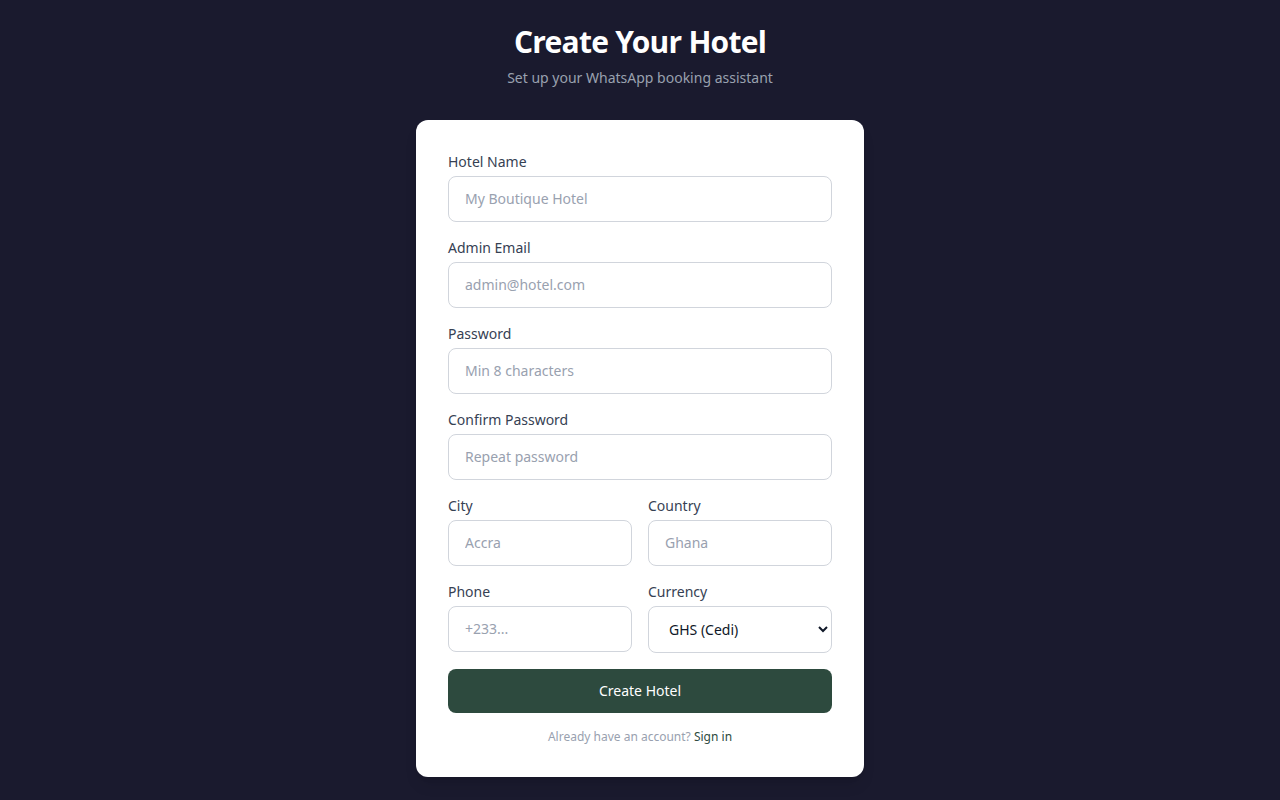 Create Your Hotel
Set up your WhatsApp booking assistant
Hotel Name
My Boutique Hotel
Admin Email
admin@hotel.com
Password
Min 8 characters
Confirm Password
Repeat password
City
Country
Accra
Ghana
Phone
Currency
+233...
GHS (Cedi)
Create Hotel
Already have an account? Sign in